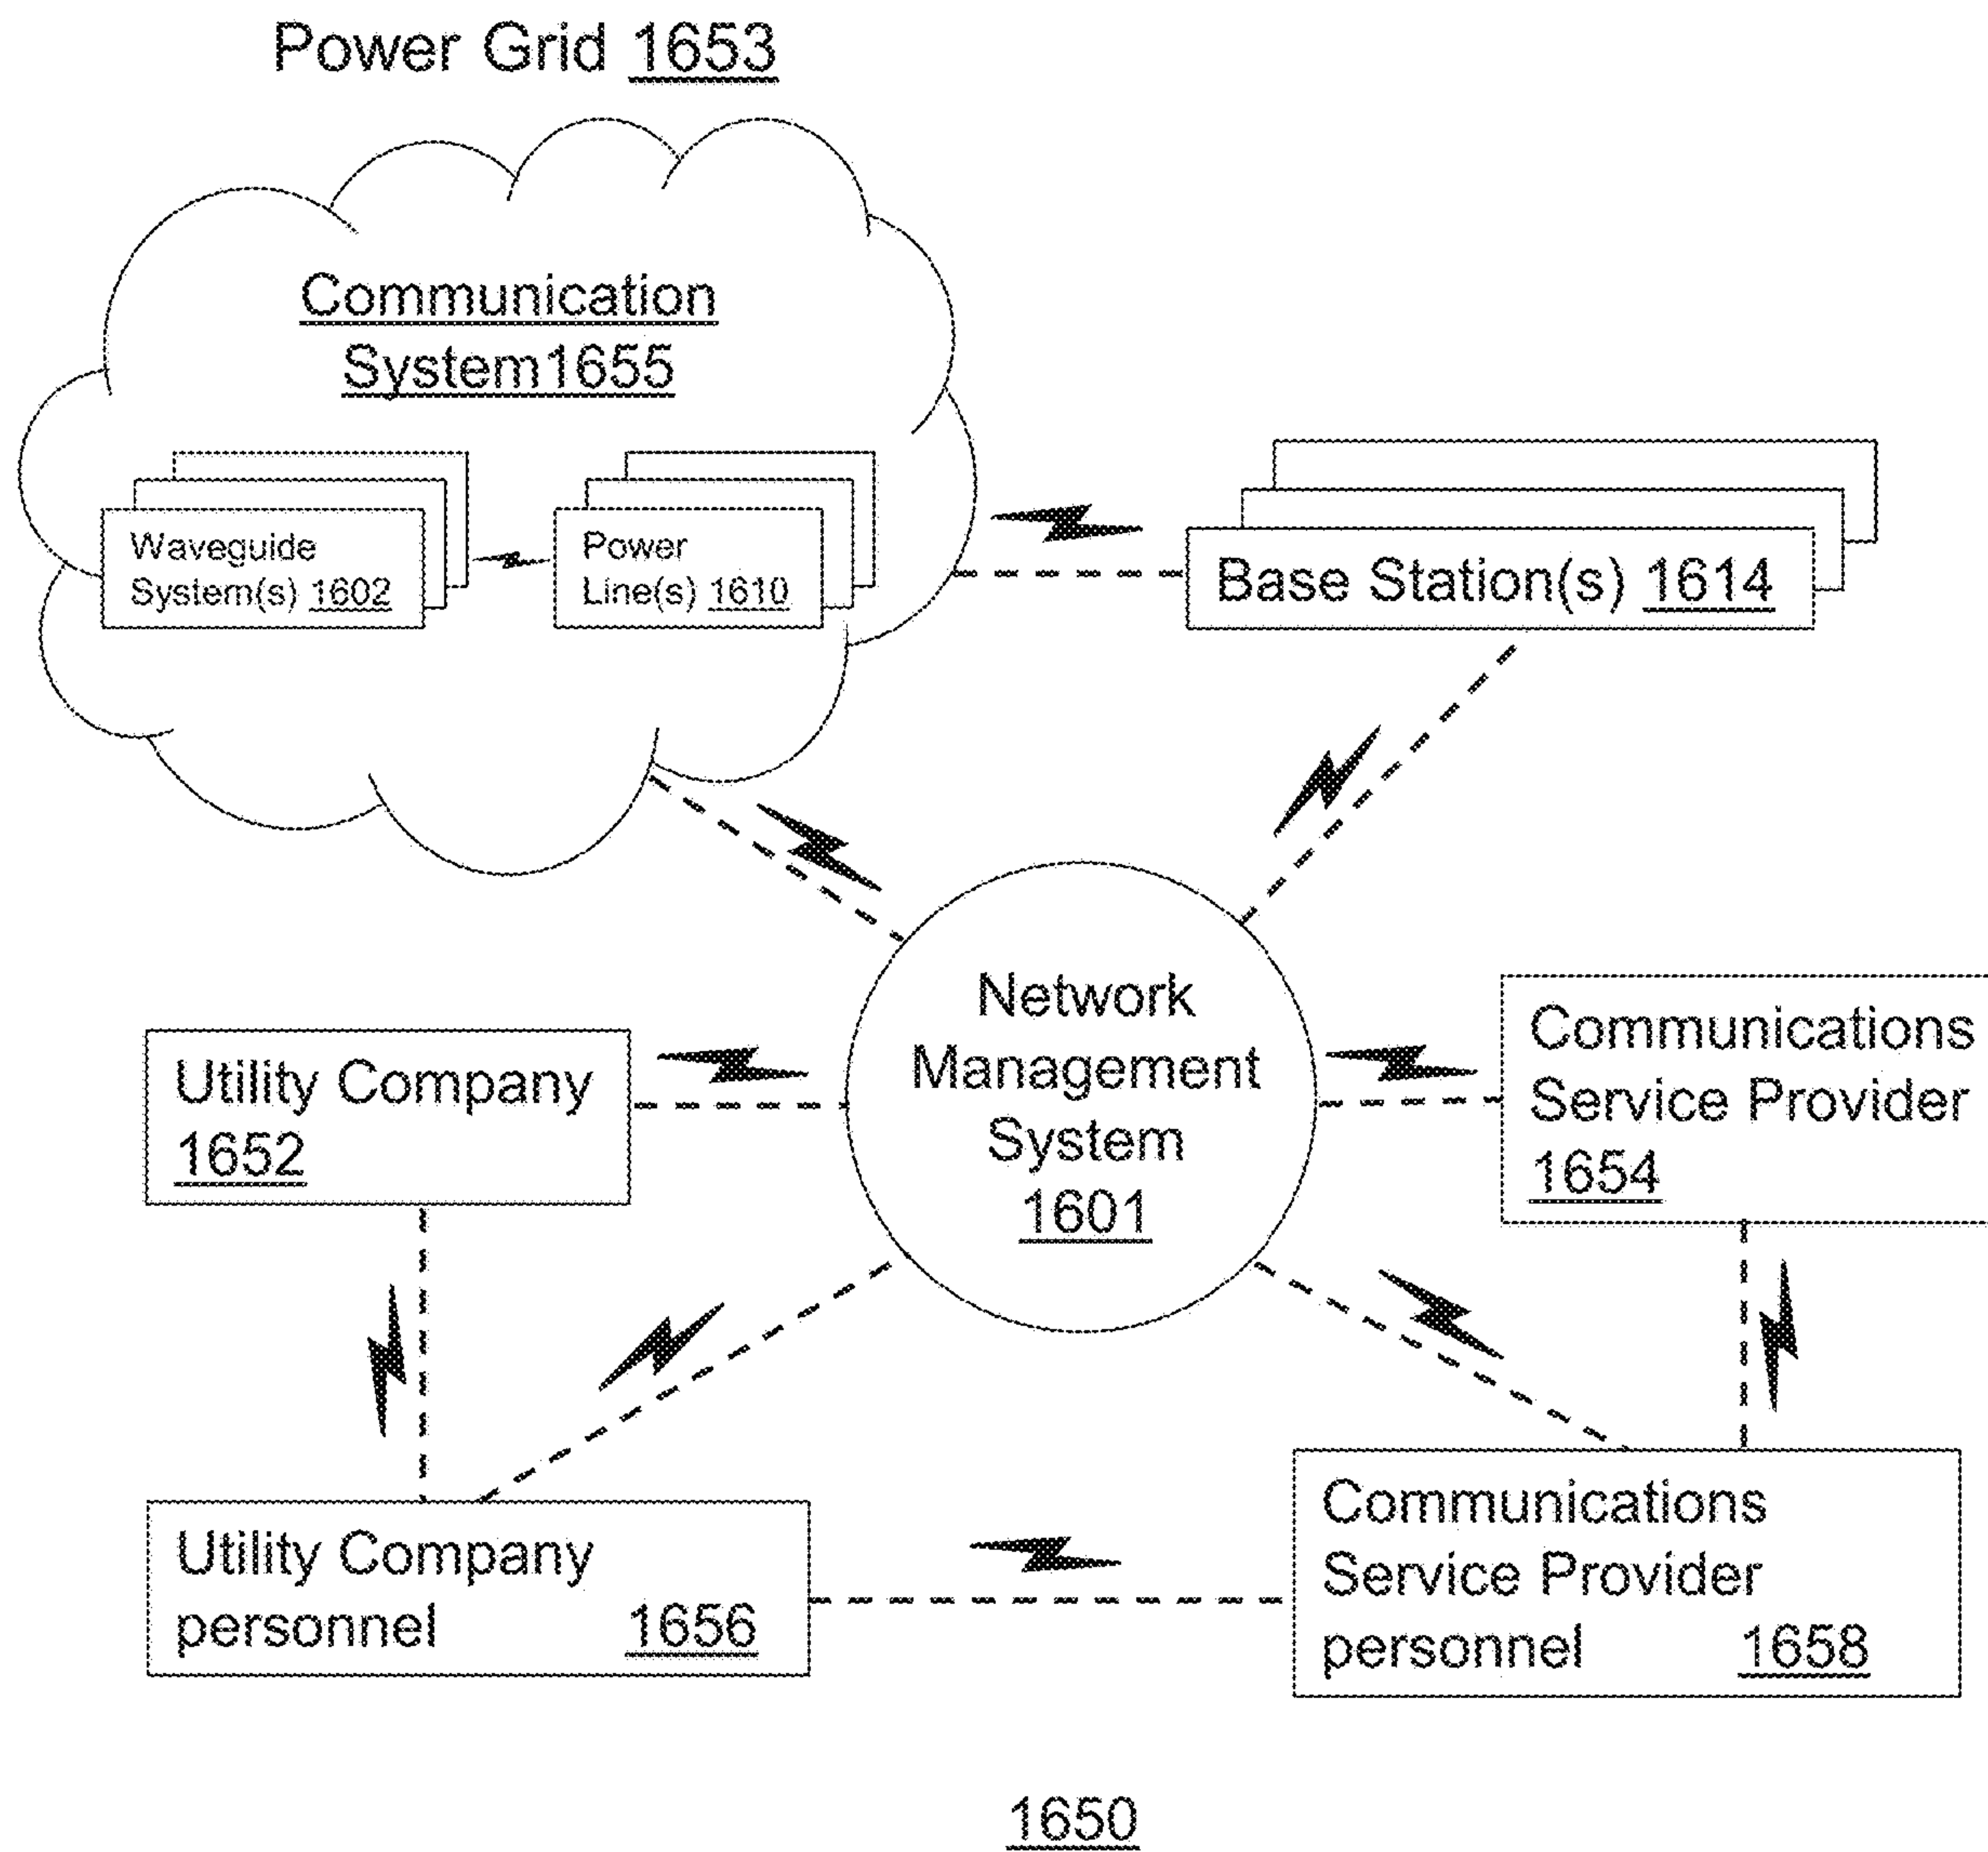 Power Grid 1653
Communication
System1655
Waveguide
System(s) 1602
Power
Line(s) 1610
Base Station(s) 1614
Network
Management
System
1601
Utility Company
1652
Communications
Service Provider
1654
Utility Company
personnel 1656
Communications
Service Provider
personnel 1658
1650